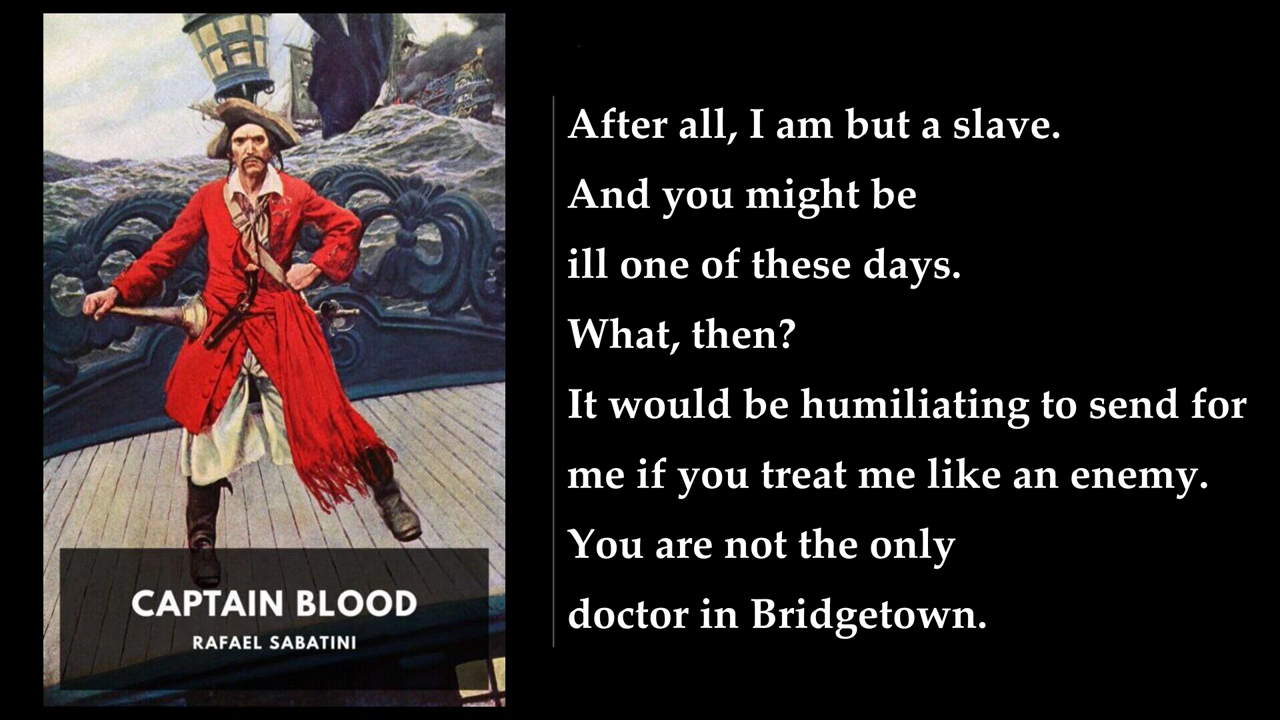 CAPTAIN BLOOD
RAFAEL SABATINI
After all, I am but a slave.
And you might be
ill one of these days.
What, then?
It would be humiliating to send for
me if you treat me like an enemy.
You are not the only
doctor in Bridgetown.